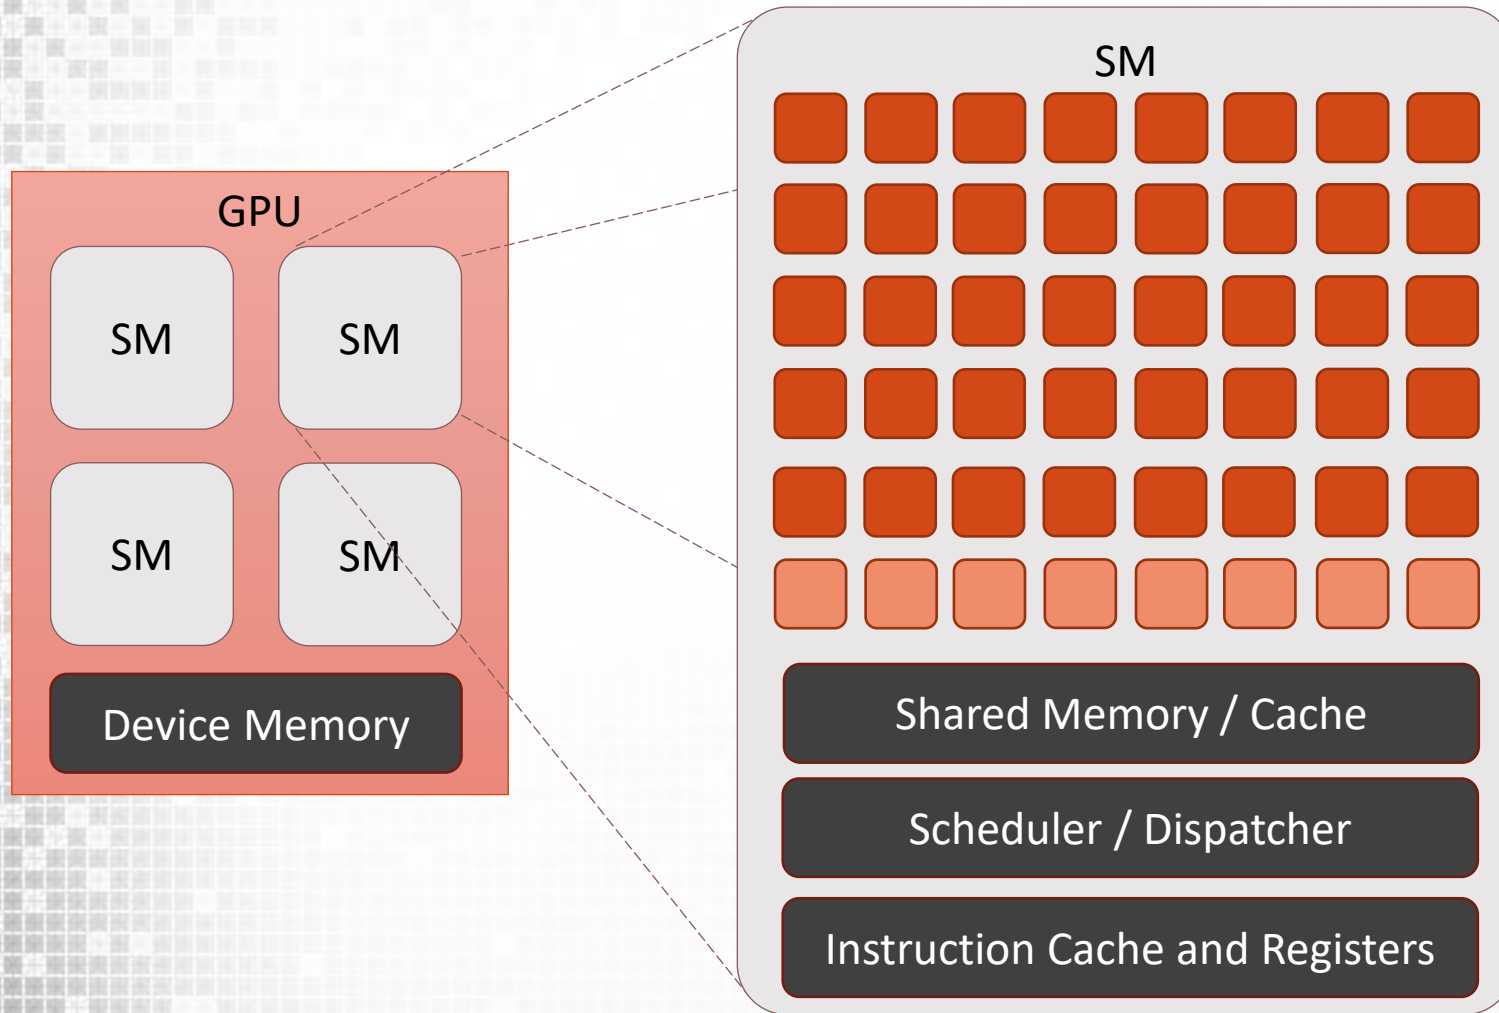 GPU
SM
SM
SM
SM
Device Memory
SM
Shared Memory / Cache
Scheduler / Dispatcher
Instruction Cache and Registers